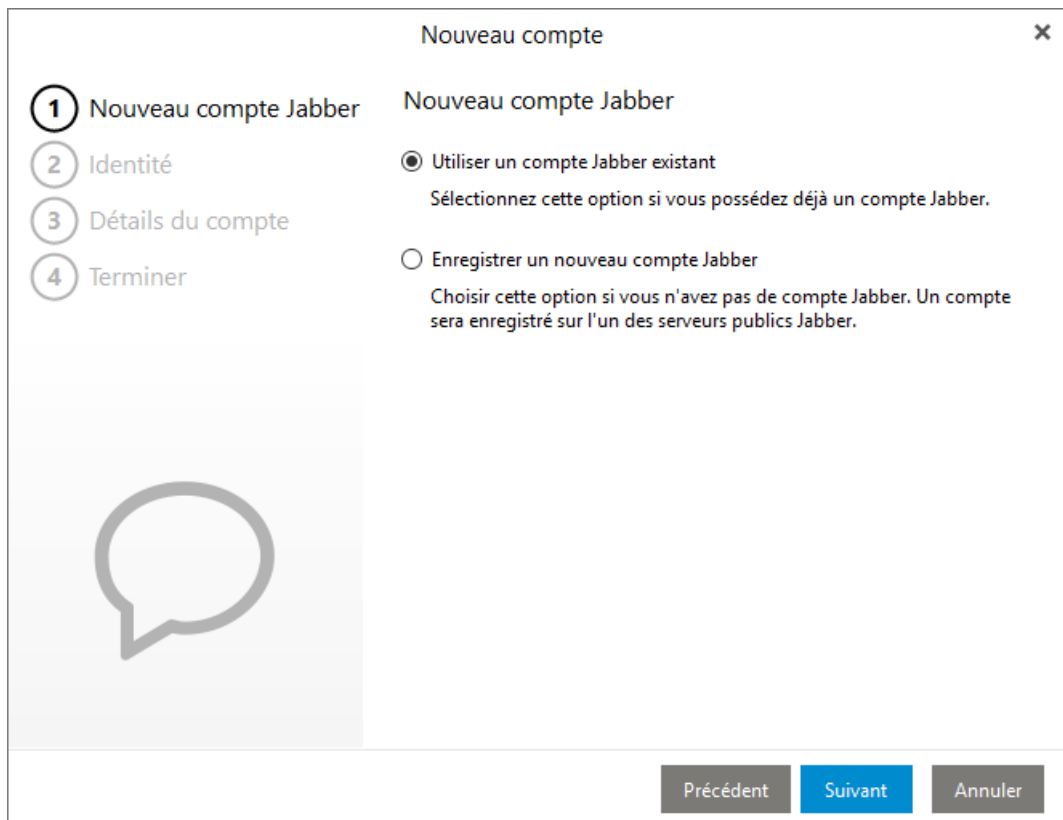 Nouveau compte
1 Nouveau compte Jabber
2 Identité
3 Détails du compte
4 Terminer
Nouveau compte Jabber
Utiliser un compte Jabber existant
Sélectionnez cette option si vous possédez déjà un compte Jabber.
Enregistrer un nouveau compte Jabber
Choisir cette option si vous n'avez pas de compte Jabber. Un compte
sera enregistré sur l'un des serveurs publics Jabber.
Précédent
Suivant
Annuler